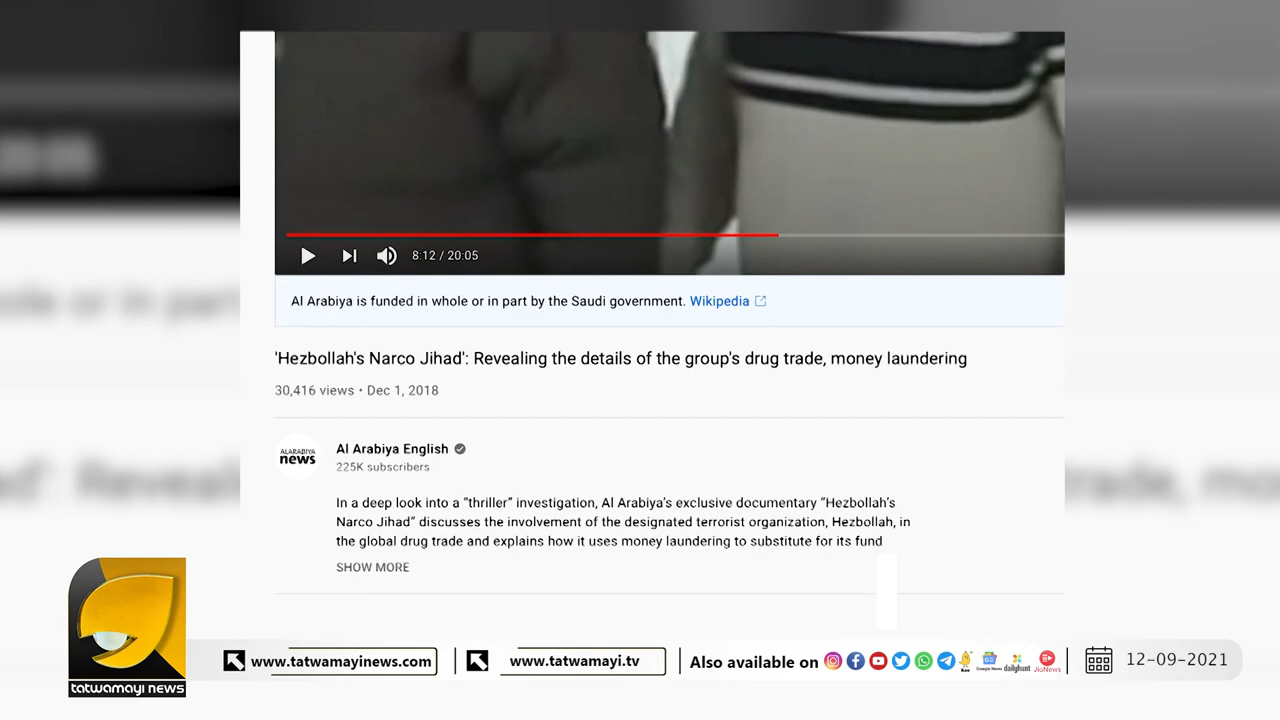 8:12 / 20:05
Al Arabiya is funded in whole or in part by the Saudi government. Wikipedia
'Hezbollah's Narco Jihad': Revealing the details of the group's drug trade, money laundering
30,416 views • Dec 1, 2018
ALARABIYA
news
Al Arabiya English
225K subscribers
In a deep look into a “thriller” investigation, Al Arabiya’s exclusive documentary “Hezbollah’s
Narco Jihad” discusses the involvement of the designated terrorist organization, Hezbollah, in
the global drug trade and explains how it uses money laundering to substitute for its fund
SHOW MORE
tatwamayi news
www.tatwamayinews.com
www.tatwamayi.tv
Also available on
Google News
dailyhunt
JioNews
12-09-2021